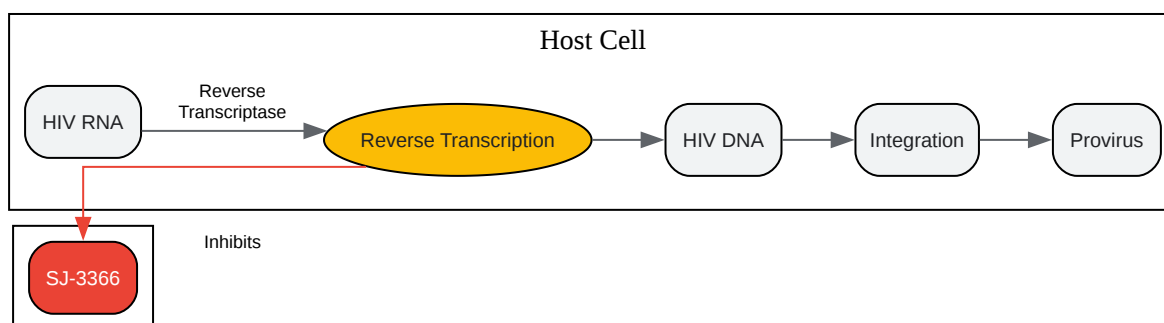 Host Cell
Reverse
Transcriptase
HIV RNA
Reverse Transcription
HIV DNA
Integration
Provirus
Inhibits
SJ-3366